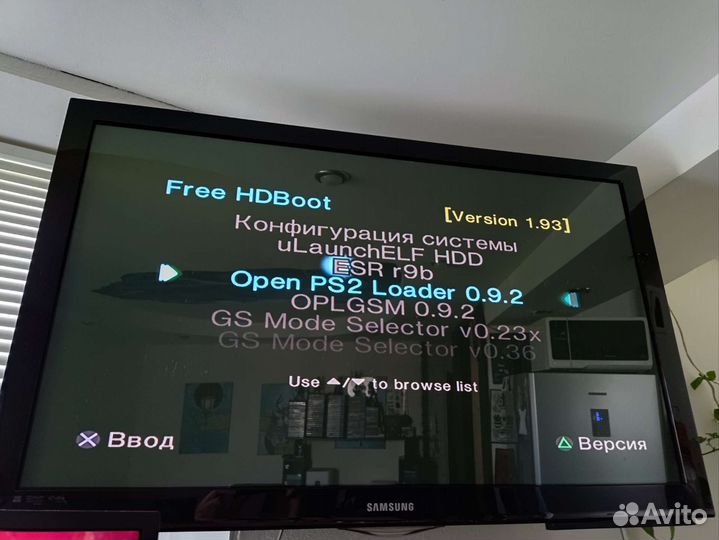 Free HDBoot
[Version 1.93]
Конфигурация системы
uLaunchELF HDD
ESR r9b
Open PS2 Loader 0.9.2
OPLGSM 0.9.2
GS Mode Selector v0.23x
GS Mode Selector v0.36
Use ▲/▼ to browse list
Ввод
Версия
SAMSUNG
Avito